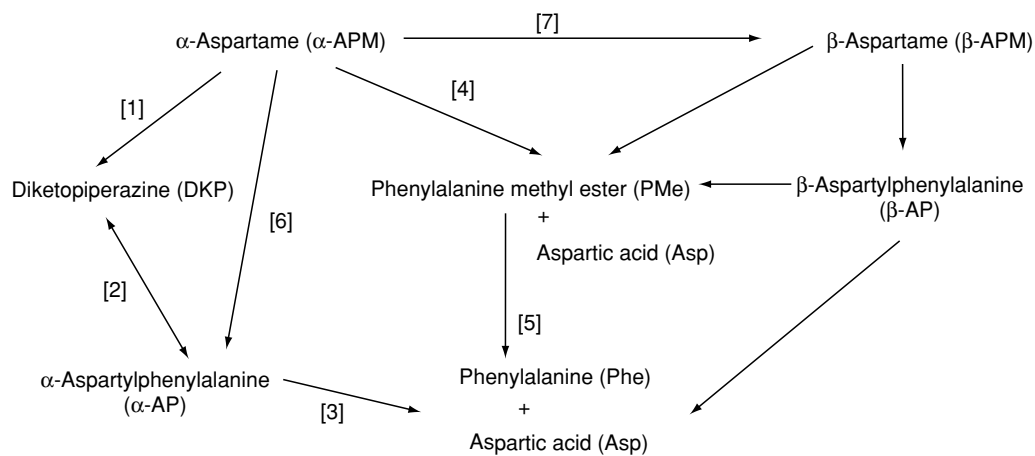 [7]
α-Aspartame (α-APM)
β-Aspartame (β-APM)
[1]
[4]
Diketopiperazine (DKP)
Phenylalanine methyl ester (PMe)
+
Aspartic acid (Asp)
β-Aspartylphenylalanine
(β-AP)
[6]
[2]
[5]
α-Aspartylphenylalanine
(α-AP)
[3]
Phenylalanine (Phe)
+
Aspartic acid (Asp)